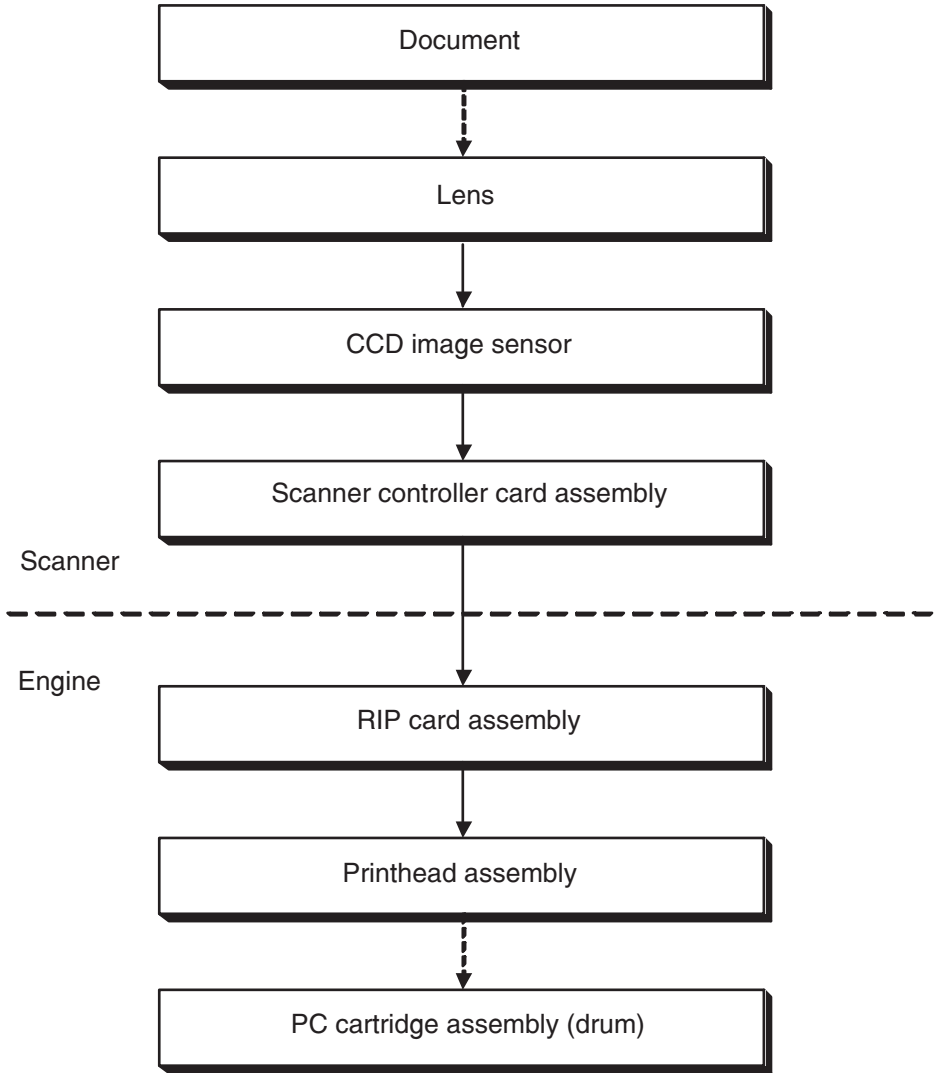 Document
Lens
CCD image sensor
Scanner controller card assembly
Scanner
Engine
RIP card assembly
Printhead assembly
PC cartridge assembly (drum)